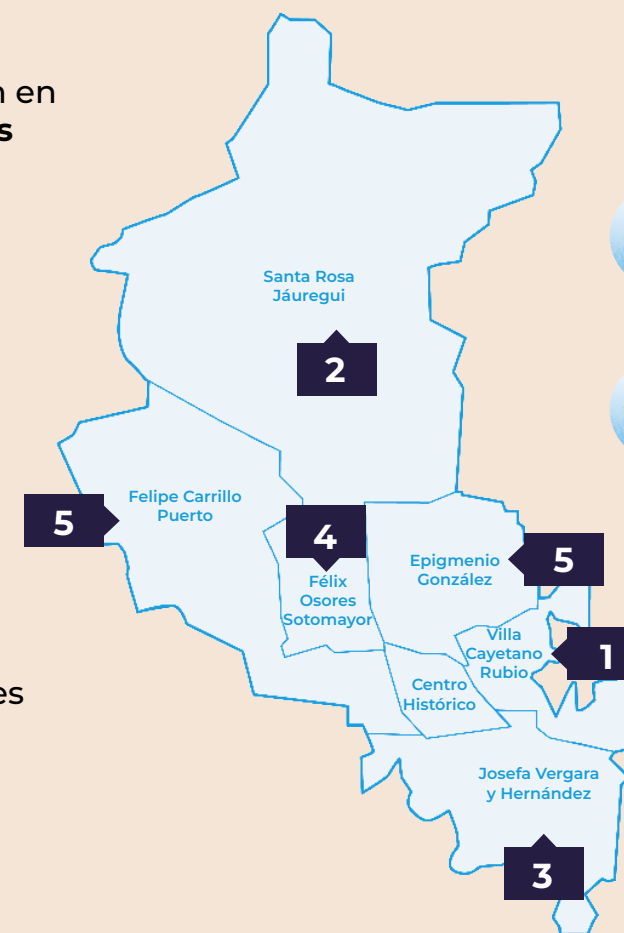 n en
s
Santa Rosa
Jáuregui
2
Felipe Carrillo
Puerto
5
4
Félix
Osores
Sotomayor
Epigmenio
González
5
Villa
Cayetano
Rubio
1
Centro
Histórico
es
Josefa Vergara
y Hernández
3